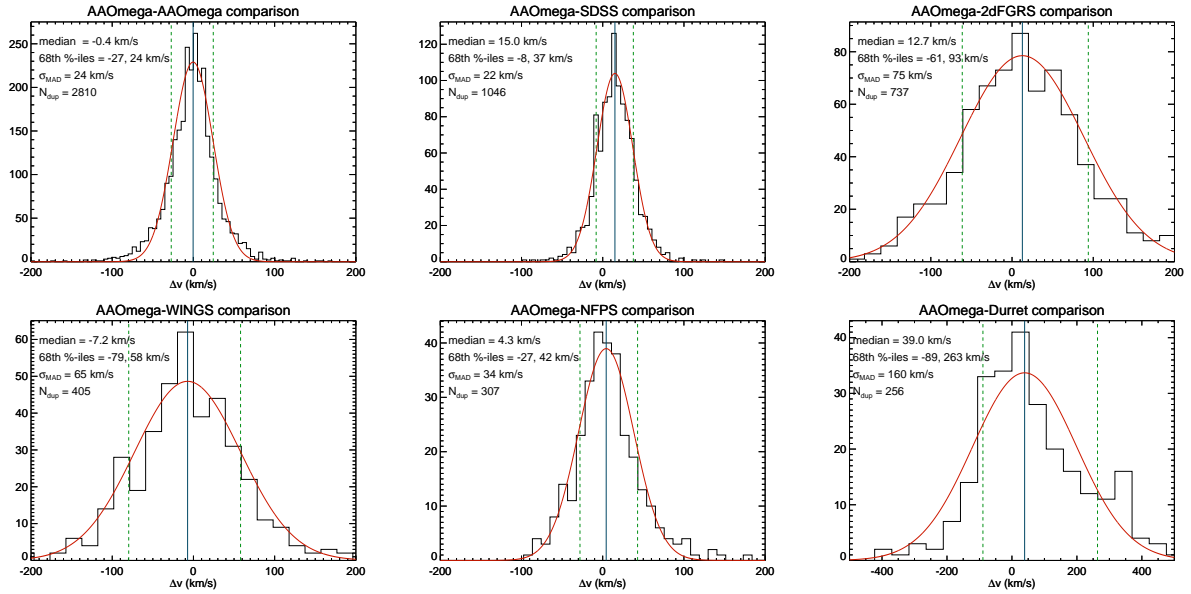 AAOmega-AAOmega comparison
median = -0.4 km/s
68th %-iles = -27, 24 km/s
σMAD = 24 km/s
Ndup = 2810
250
200
150
100
50
0
-200 -100 0 100 200
Δv (km/s)
AAOmega-SDSS comparison
median = 15.0 km/s
68th %-iles = -8, 37 km/s
σMAD = 22 km/s
Ndup = 1046
120
100
80
60
40
20
0
-200 -100 0 100 200
Δv (km/s)
AAOmega-2dFGRS comparison
median = 12.7 km/s
68th %-iles = -61, 93 km/s
σMAD = 75 km/s
Ndup = 737
80
60
40
20
0
-200 -100 0 100 200
Δv (km/s)
AAOmega-WINGS comparison
median = -7.2 km/s
68th %-iles = -79, 58 km/s
σMAD = 65 km/s
Ndup = 405
60
50
40
30
20
10
0
-200 -100 0 100 200
Δv (km/s)
AAOmega-NFPS comparison
median = 4.3 km/s
68th %-iles = -27, 42 km/s
σMAD = 34 km/s
Ndup = 307
40
30
20
10
0
-200 -100 0 100 200
Δv (km/s)
AAOmega-Durret comparison
median = 39.0 km/s
68th %-iles = -89, 263 km/s
σMAD = 160 km/s
Ndup = 256
40
30
20
10
0
-400 -200 0 200 400
Δv (km/s)